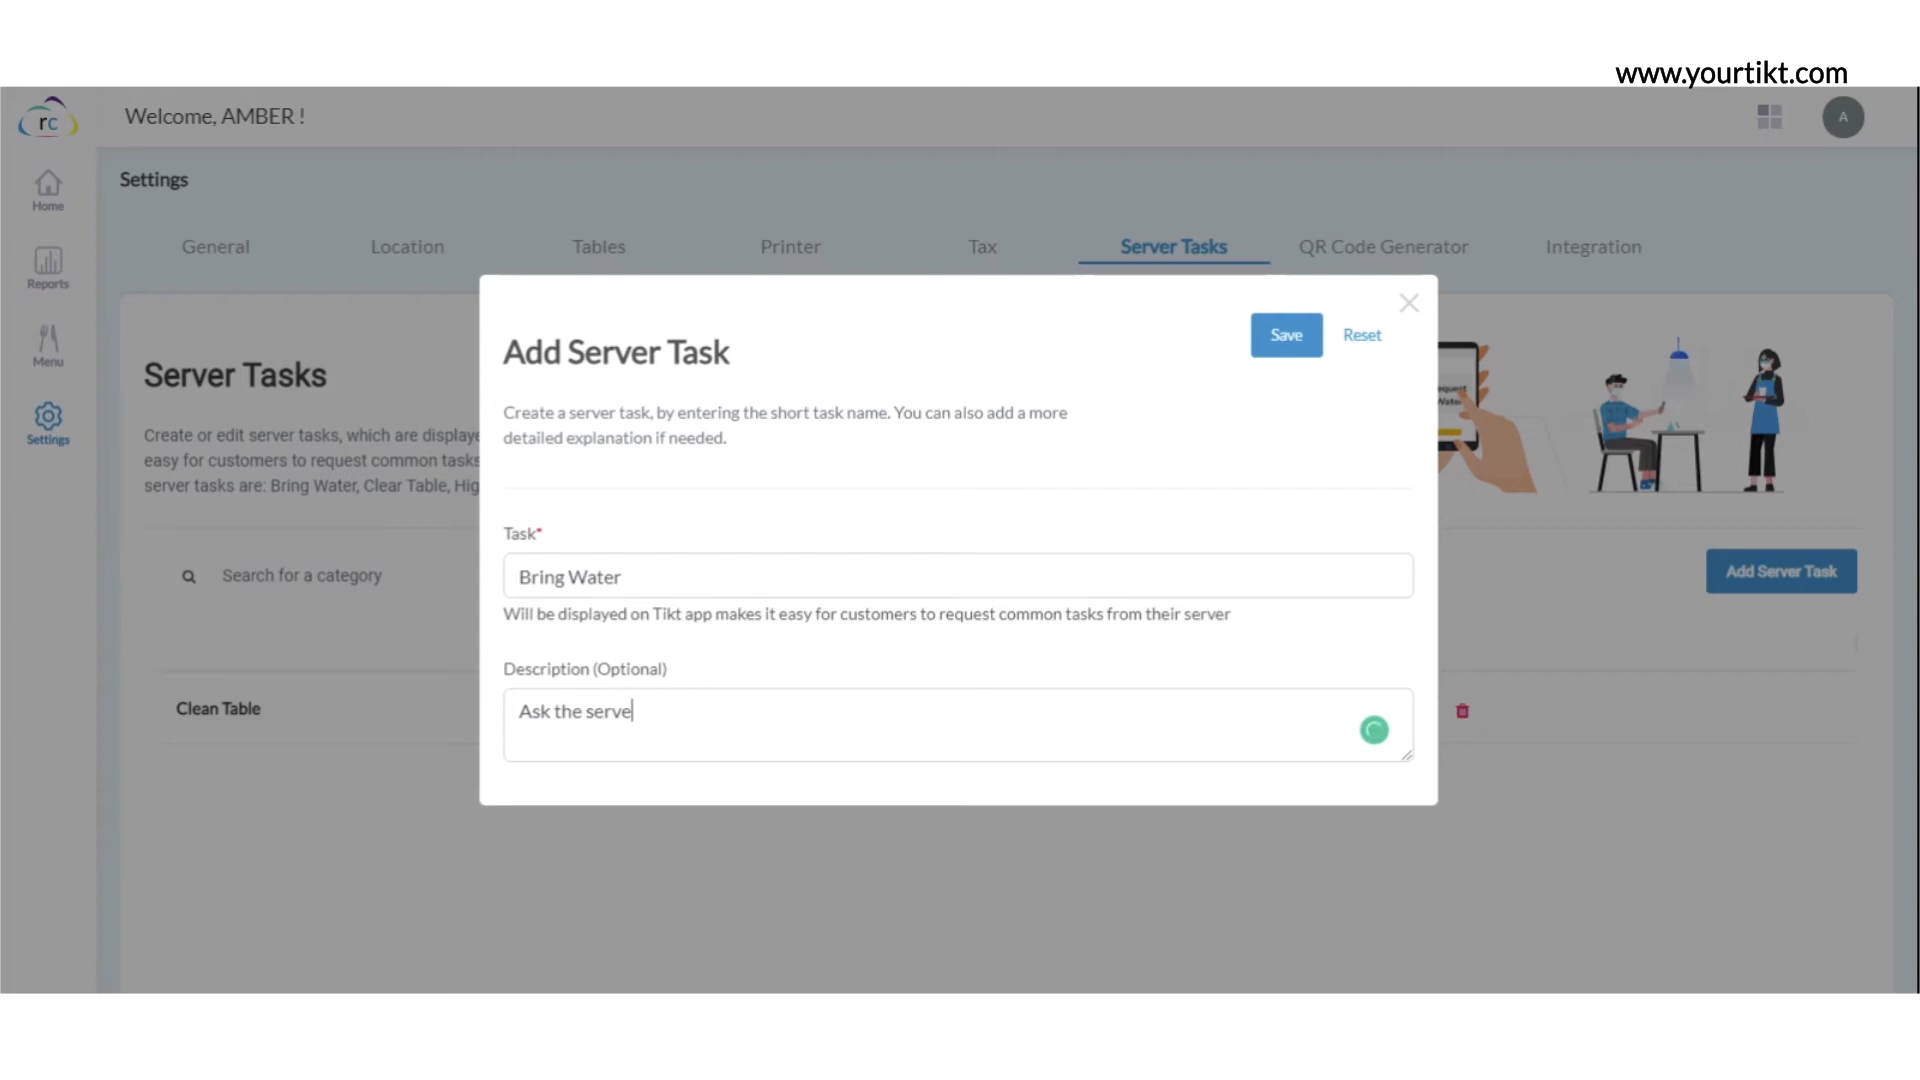 www.yourtikt.com
rc
Welcome, AMBER !
A
Home
Reports
Menu
Settings
Settings
General
Location
Tables
Printer
Tax
Server Tasks
QR Code Generator
Integration
Server Tasks
Create or edit server tasks, which are displaye
easy for customers to request common tasks
server tasks are: Bring Water, Clear Table, Hig
Search for a category
Add Server Task
Clean Table
Add Server Task
Save
Reset
Create a server task, by entering the short task name. You can also add a more
detailed explanation if needed.
Task*
Bring Water
Will be displayed on Tikt app makes it easy for customers to request common tasks from their server
Description (Optional)
Ask the serve